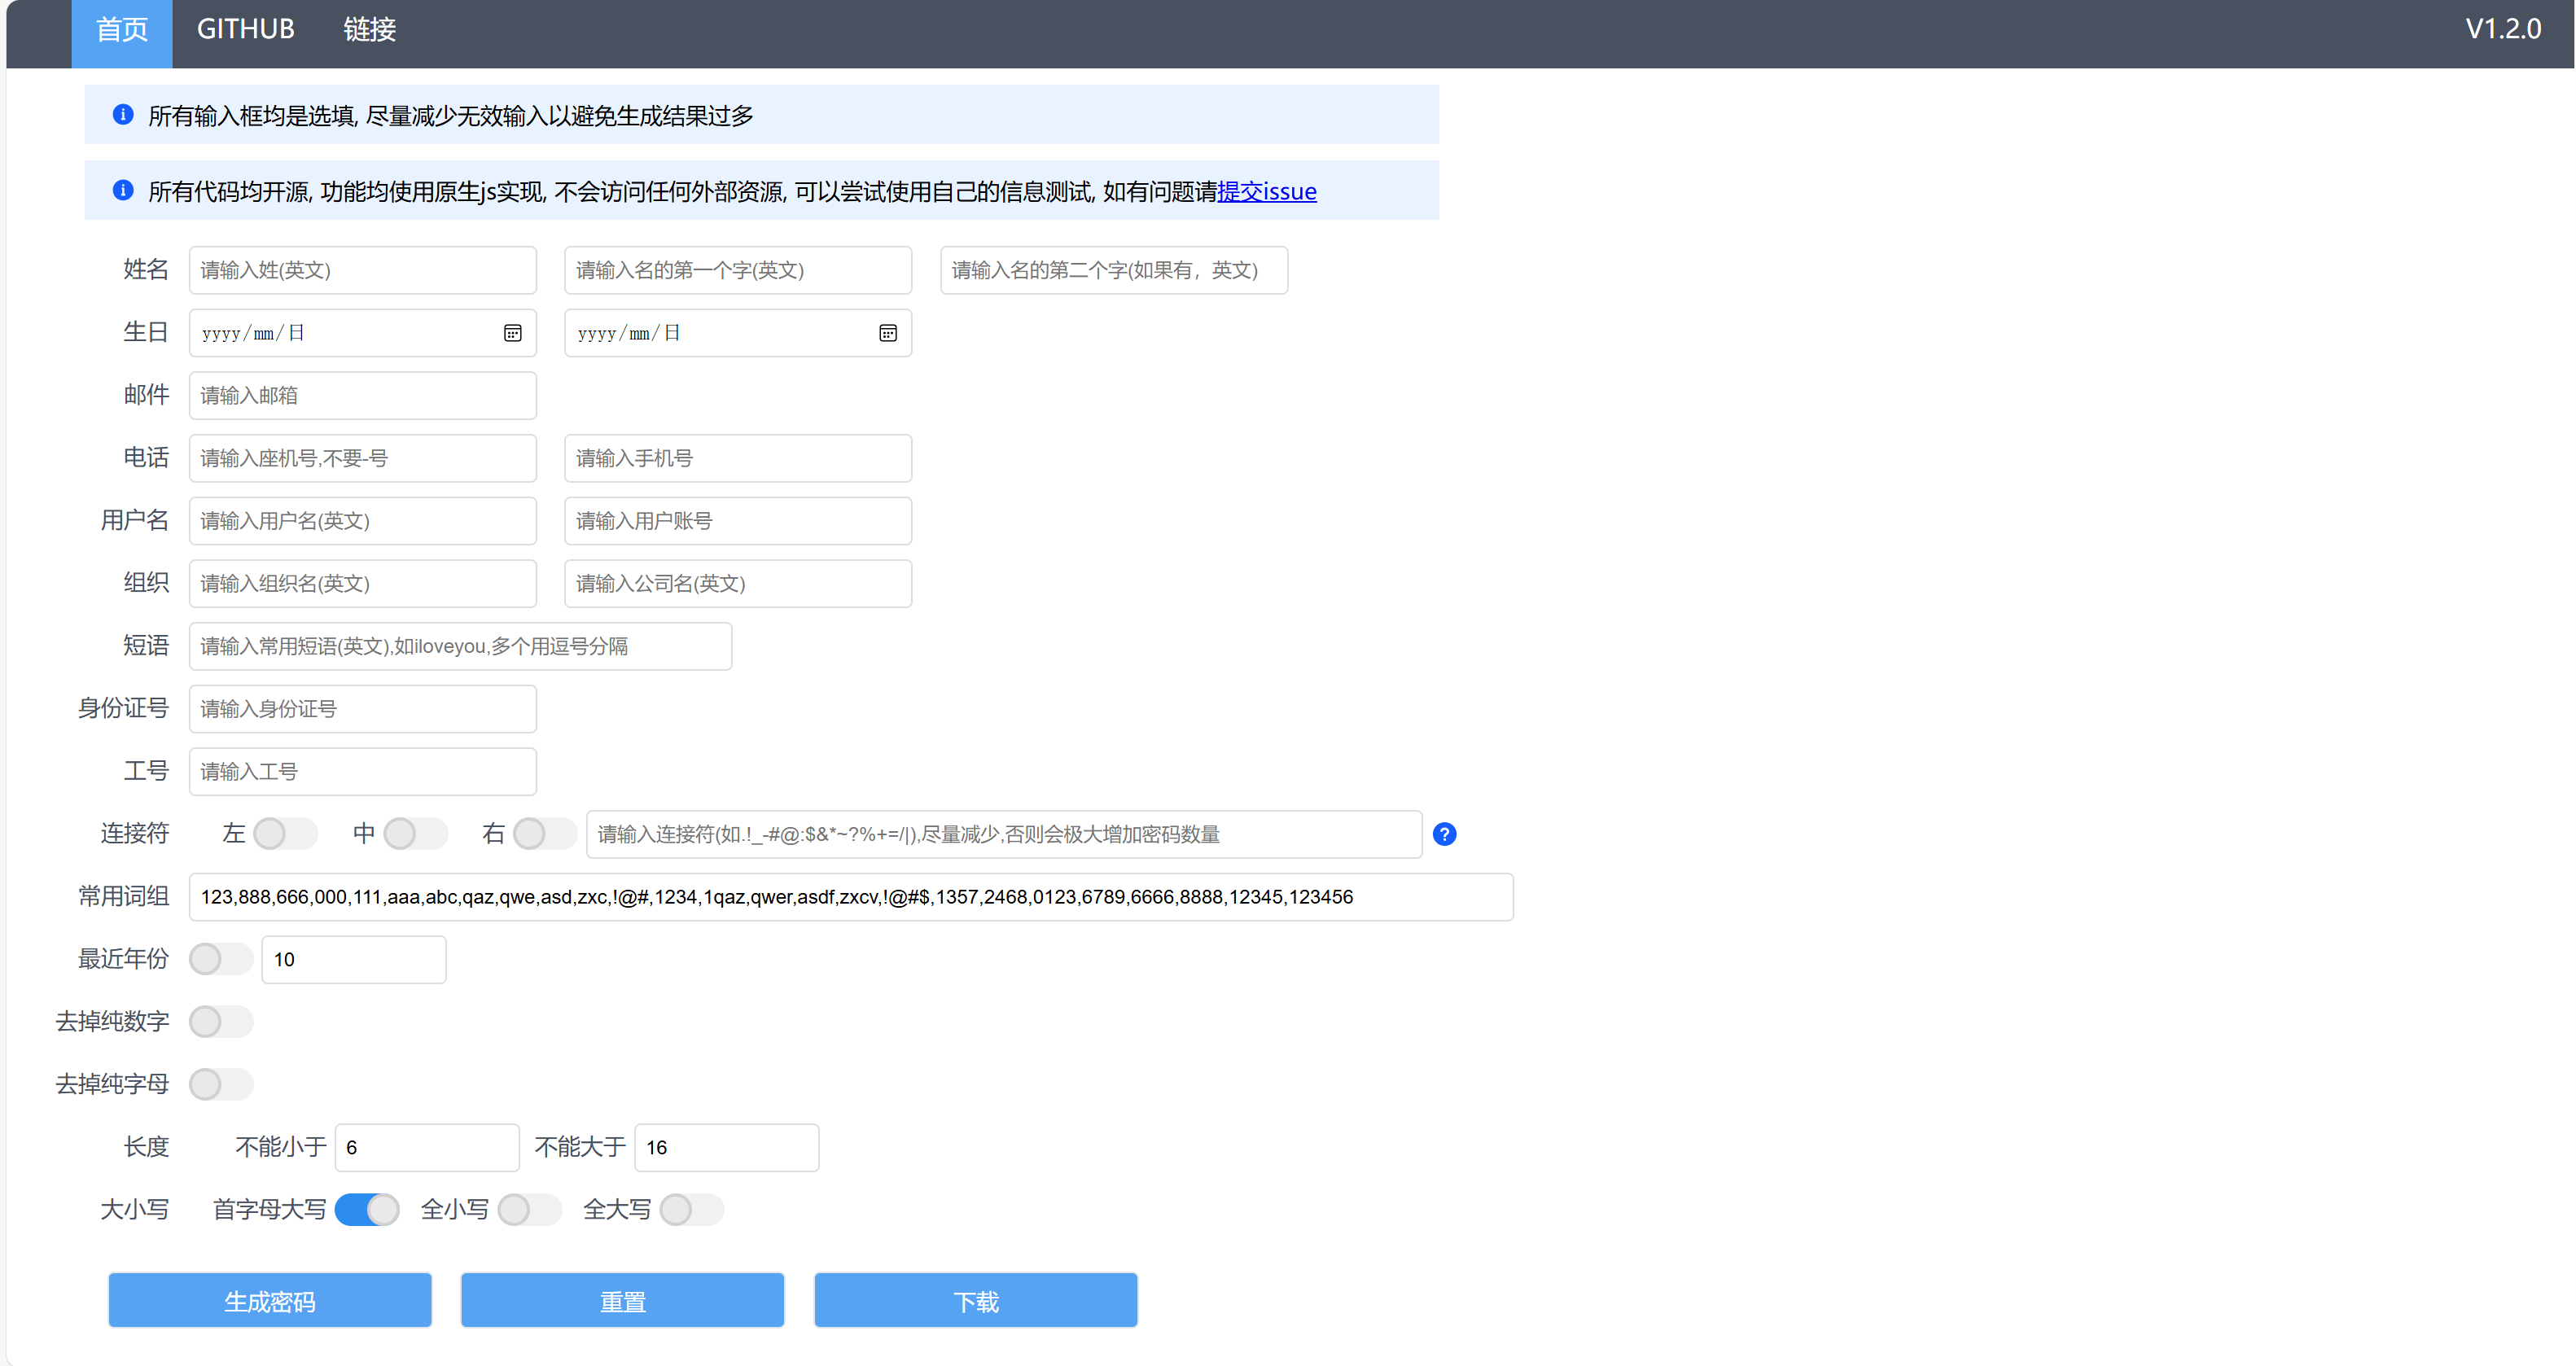 首页 GITHUB 链接 V1.2.0
所有输入框均是选填, 尽量减少无效输入以避免生成结果过多
所有代码均开源, 功能均使用原生js实现, 不会访问任何外部资源, 可以尝试使用自己的信息测试, 如有问题请提交issue
姓名 请输入姓(英文) 请输入名的第一个字(英文) 请输入名的第二个字(如果有，英文)
生日 yyyy/mm/日 yyyy/mm/日
邮件 请输入邮箱
电话 请输入座机号,不要-号 请输入手机号
用户名 请输入用户名(英文) 请输入用户账号
组织 请输入组织名(英文) 请输入公司名(英文)
短语 请输入常用短语(英文),如iloveyou,多个用逗号分隔
身份证号 请输入身份证号
工号 请输入工号
连接符 左 中 右 请输入连接符(如.!_-#@:$&*~?%+=/|),尽量减少,否则会极大增加密码数量 ?
常用词组 123,888,666,000,111,aaa,abc,qaz,qwe,asd,zxc,!@#,1234,1qaz,qwer,asdf,zxcv,!@#$,1357,2468,0123,6789,6666,8888,12345,123456
最近年份 10
去掉纯数字
去掉纯字母
长度 不能小于 6 不能大于 16
大小写 首字母大写 全小写 全大写
生成密码 重置 下载